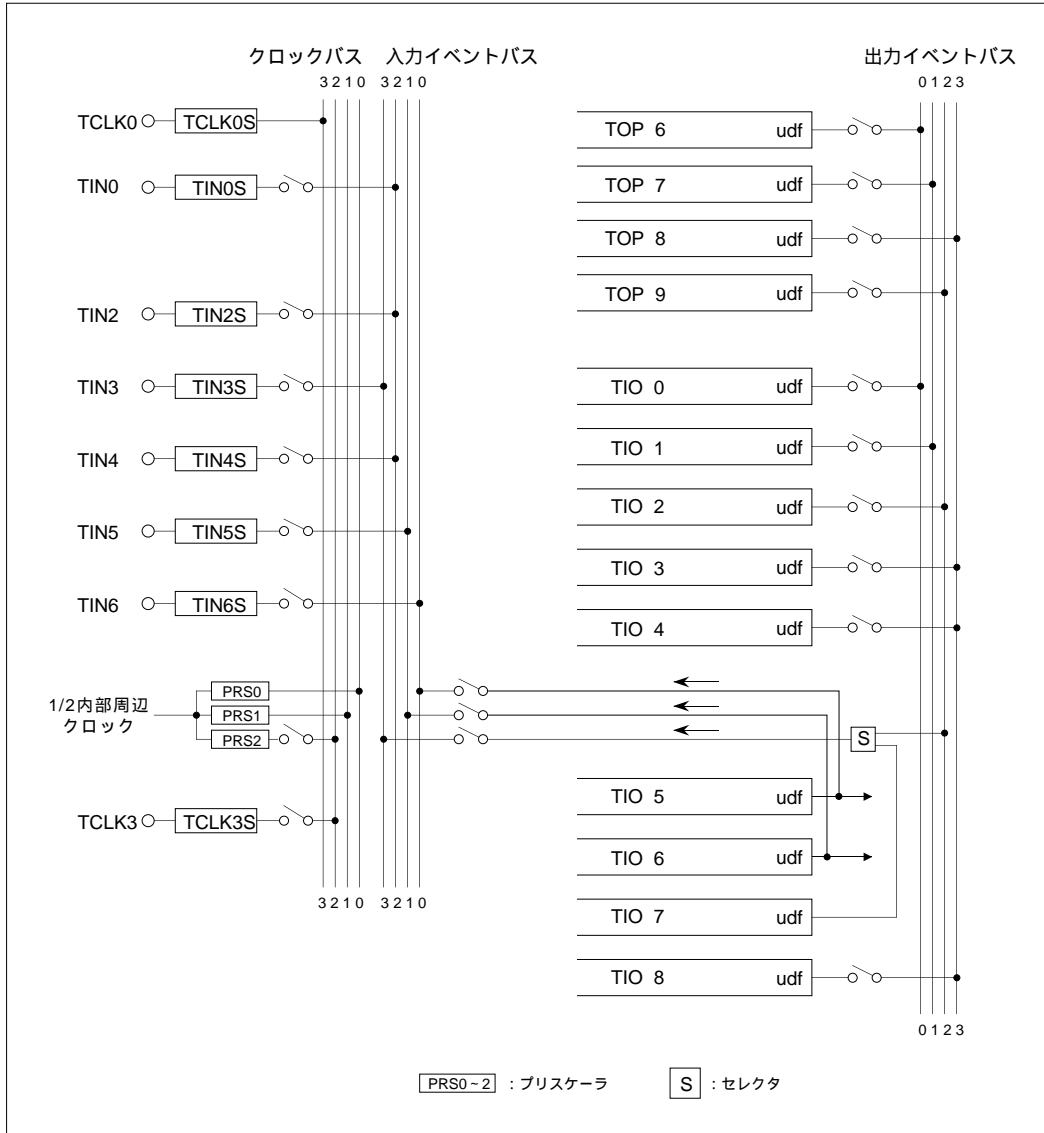 クロックバス 入力イベントバス 出力イベントバス
3 2 1 0 3 2 1 0 0 1 2 3
TCLK0 TCLK0S TOP 6 udf
TIN0 TIN0S TOP 7 udf
TOP 8 udf
TOP 9 udf
TIN2 TIN2S
TIN3 TIN3S TIO 0 udf
TIN4 TIN4S TIO 1 udf
TIO 2 udf
TIN5 TIN5S
TIO 3 udf
TIN6 TIN6S
TIO 4 udf
PRS0
1/2内部周辺
クロック
PRS1
PRS2 S
TIO 5 udf
TCLK3 TCLK3S
TIO 6 udf
3 2 1 0 3 2 1 0
TIO 7 udf
TIO 8 udf
0 1 2 3
PRS0~2 : プリスケーラ S : セレクタ